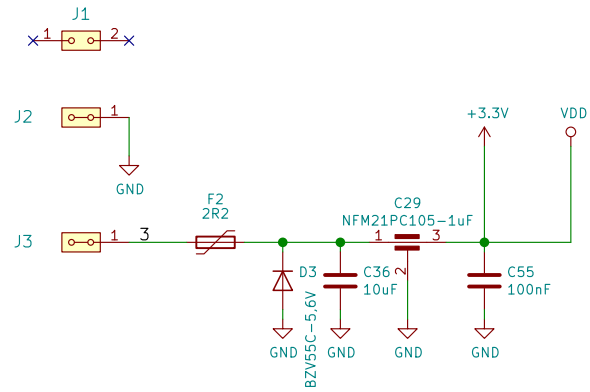 J1
1 2
J2
1
GND
+3.3V
VDD
F2
2R2
C29
NFM21PC105-1uF
J3
1
3
1
3
2
D3
BZV55C-5,6V
C36
10uF
C55
100nF
GND
GND
GND
GND